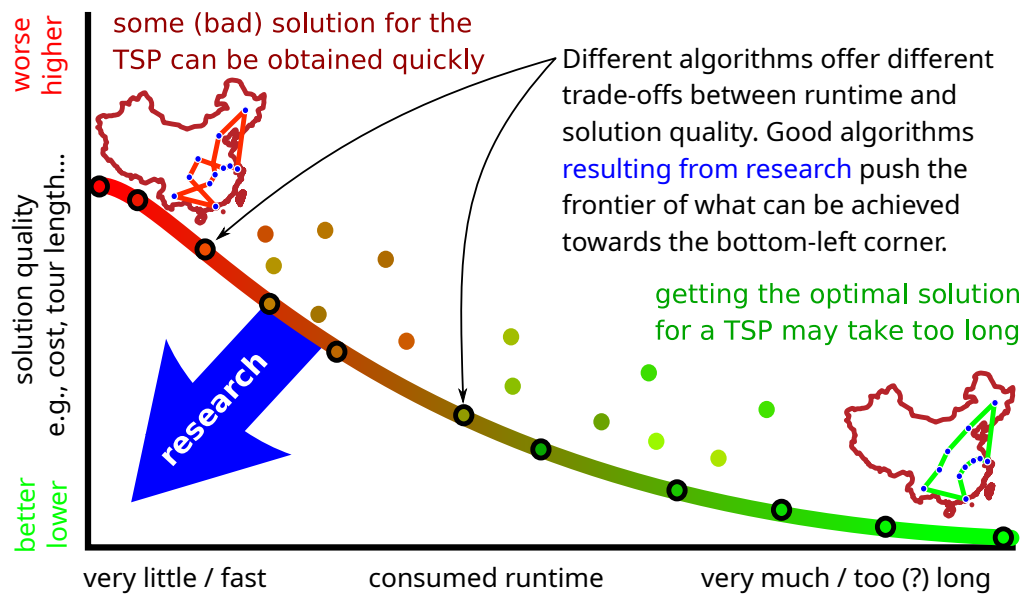 some (bad) solution for the
TSP can be obtained quickly
Different algorithms offer different
trade-offs between runtime and
solution quality. Good algorithms
resulting from research push the
frontier of what can be achieved
towards the bottom-left corner.
getting the optimal solution
for a TSP may take too long
research
worse
higher
solution quality
e.g., cost, tour length...
better
lower
very little / fast
consumed runtime
very much / too (?) long